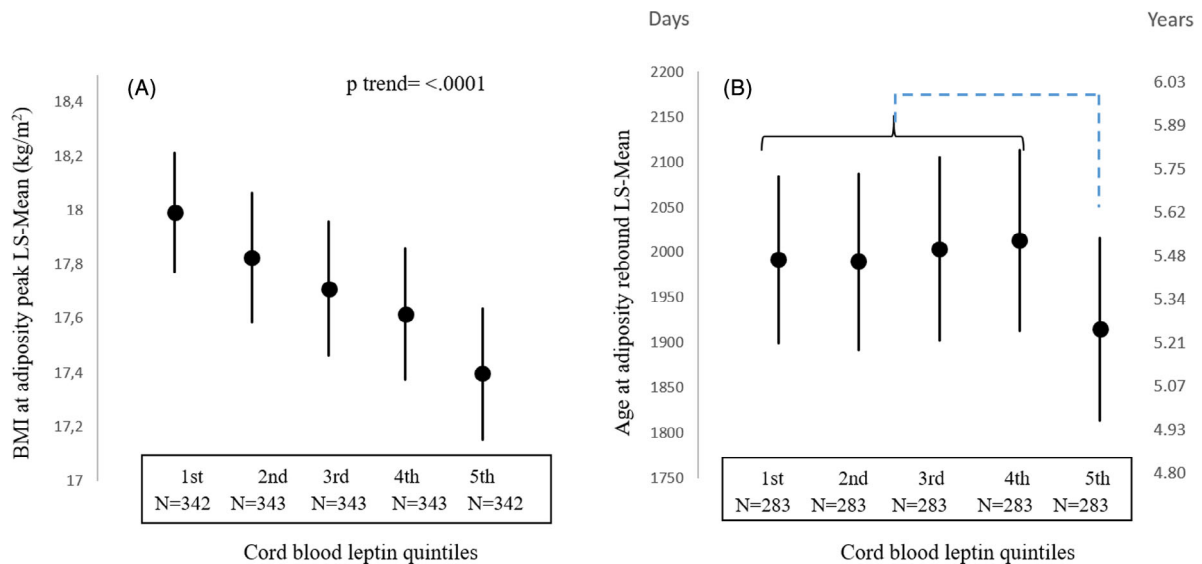 (A)
p trend= <.0001
BMI at adiposity peak LS-Mean (kg/m²)
18,4
18,2
18
17,8
17,6
17,4
17,2
17
1st 2nd 3rd 4th 5th
N=342 N=343 N=343 N=343 N=342
Cord blood leptin quintiles
Days
Years
(B)
Age at adiposity rebound LS-Mean
2200
2150
2100
2050
2000
1950
1900
1850
1800
1750
6.03
5.89
5.75
5.62
5.48
5.34
5.21
5.07
4.93
4.80
1st 2nd 3rd 4th 5th
N=283 N=283 N=283 N=283 N=283
Cord blood leptin quintiles